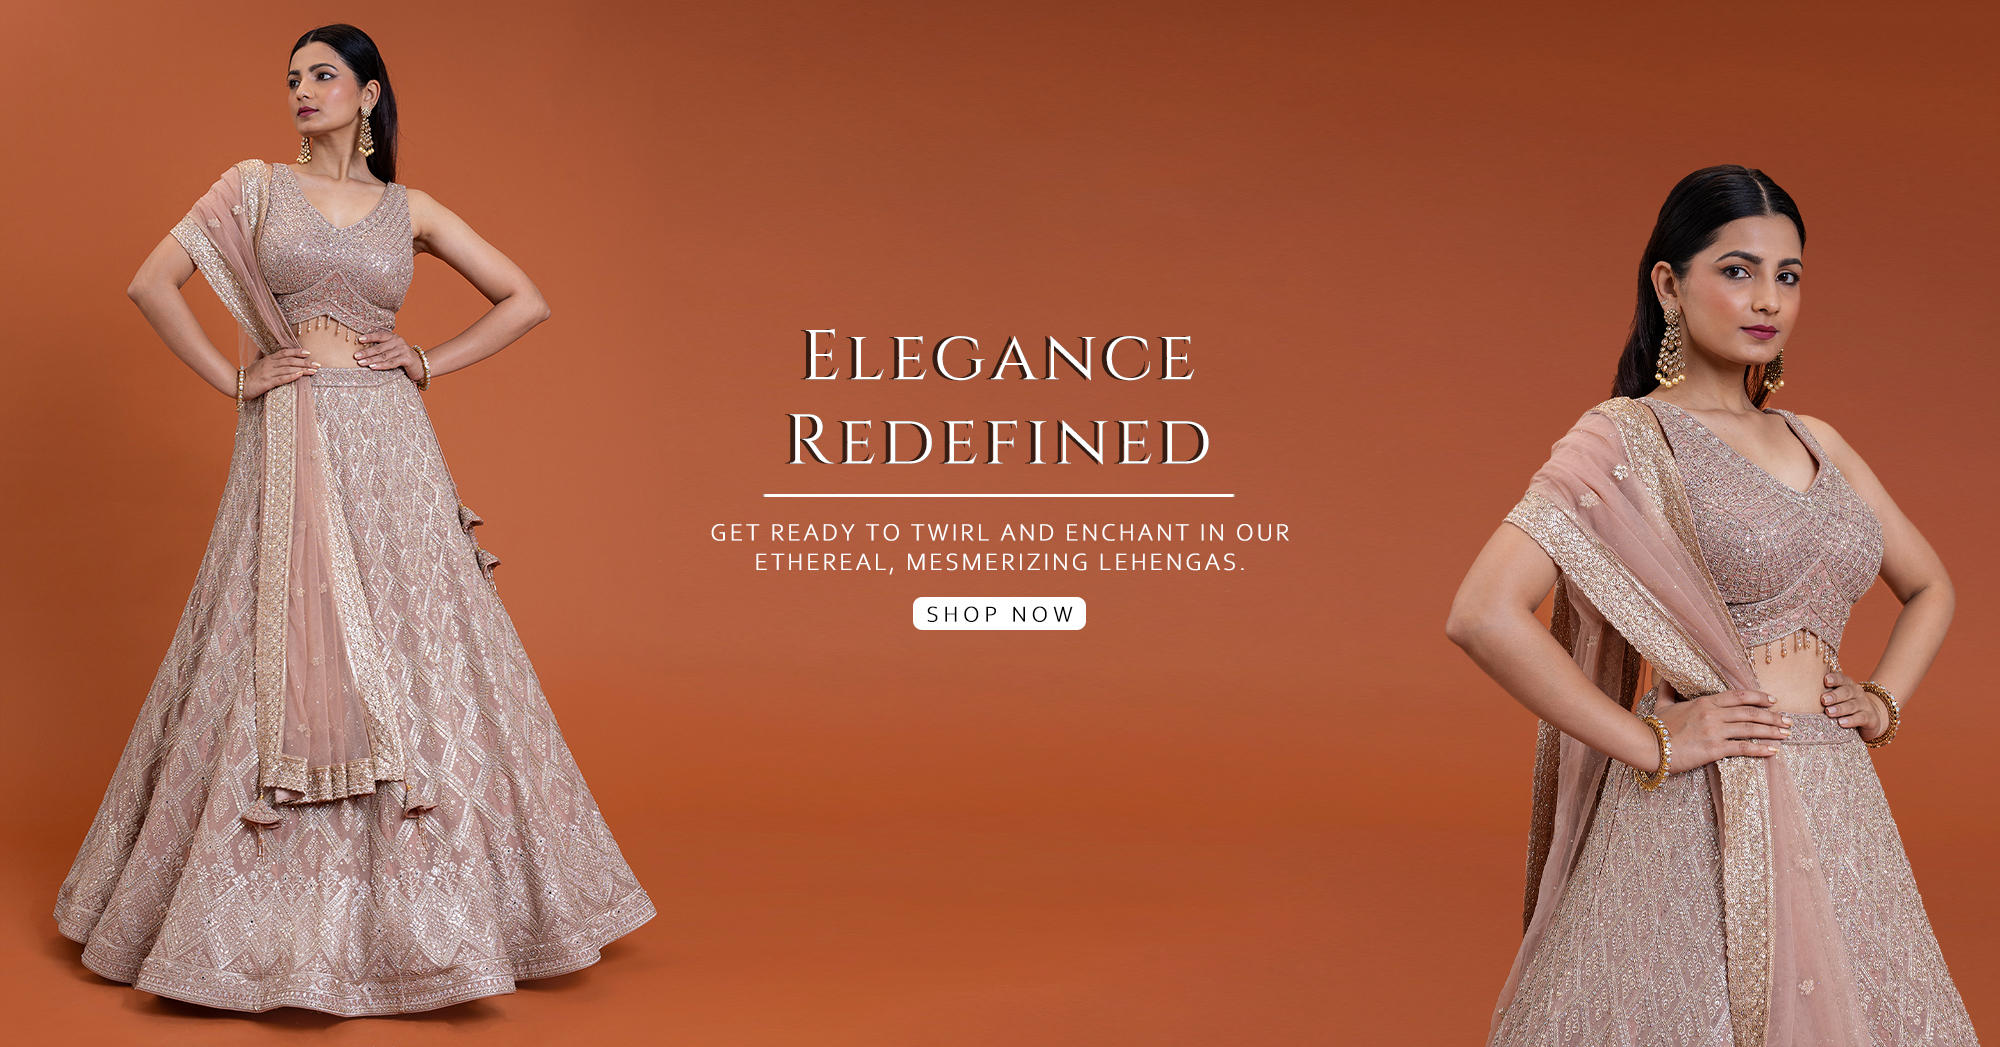 ELEGANCE
REDEFINED
GET READY TO TWIRL AND ENCHANT IN OUR
ETHEREAL, MESMERIZING LEHENGAS.
SHOP NOW